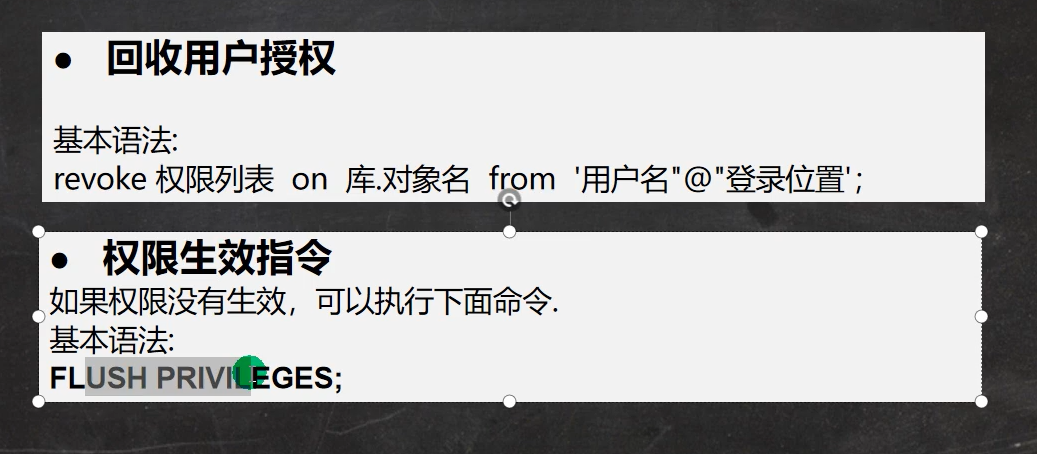 ● 回收用户授权
基本语法:
revoke 权限列表 on 库.对象名 from '用户名"@"登录位置';
● 权限生效指令
如果权限没有生效，可以执行下面命令.
基本语法:
FLUSH PRIVILEGES;